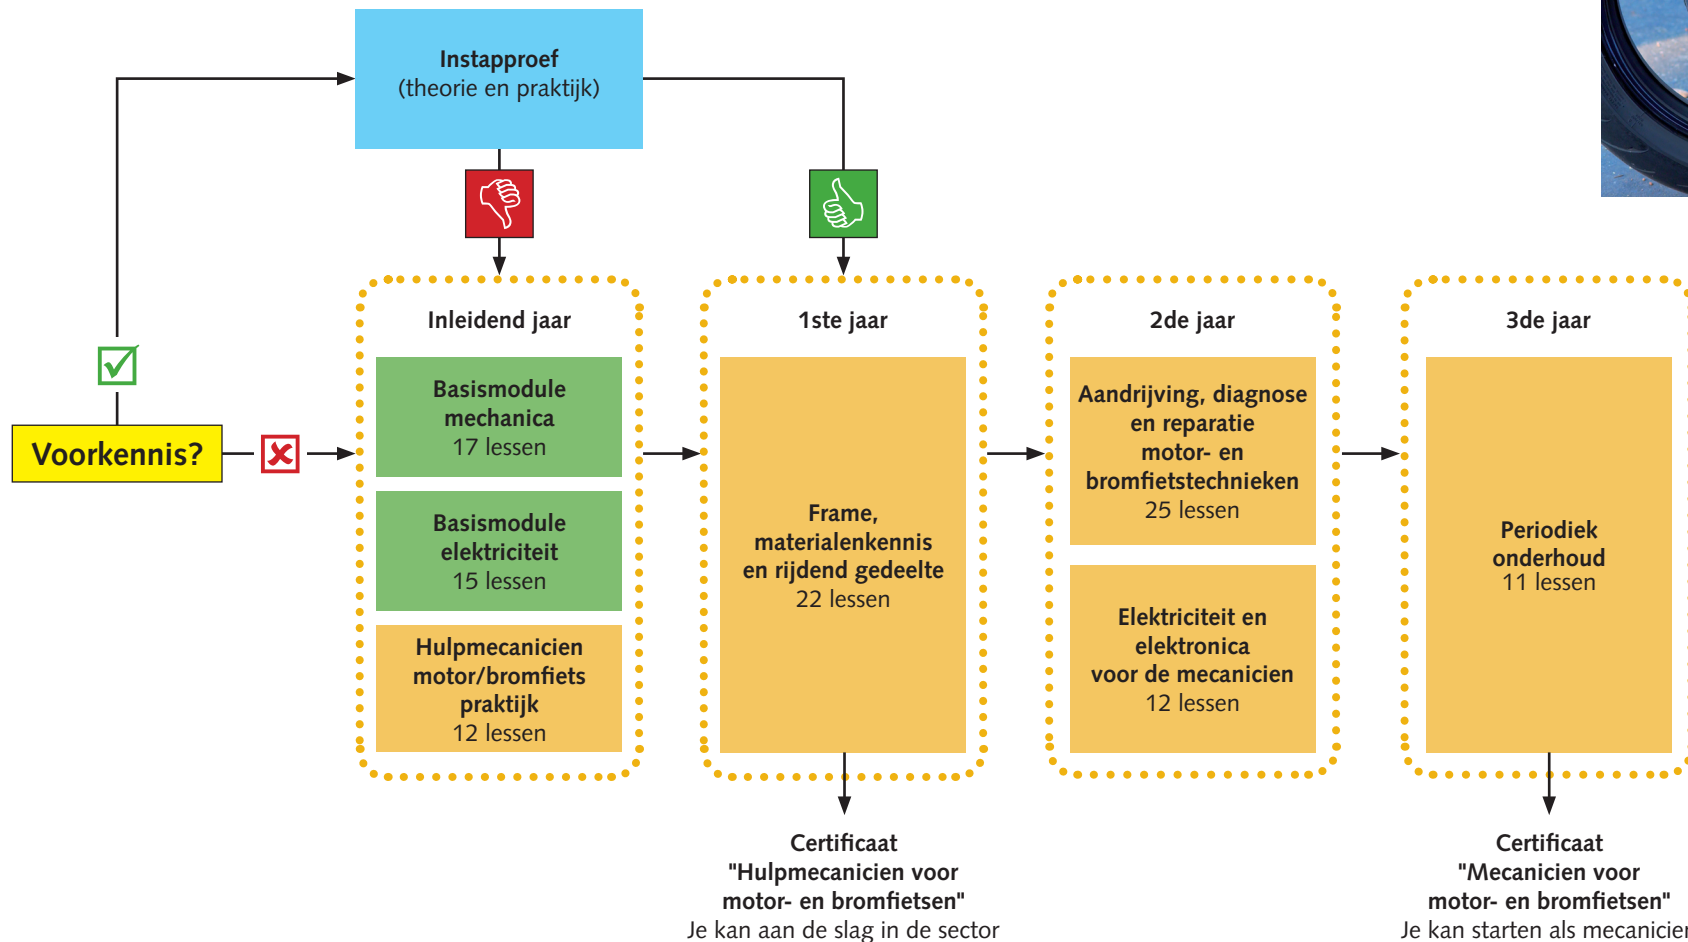 Instapproef
(theorie en praktijk)
Voorkennis?
Inleidend jaar
Basismodule
mechanica
17 lessen
Basismodule
elektriciteit
15 lessen
Hulpmecanicien
motor/bromfiets
praktijk
12 lessen
1ste jaar
Frame,
materialenkennis
en rijdend gedeelte
22 lessen
Certificaat
"Hulpmecanicien voor
motor- en bromfietsen"
Je kan aan de slag in de sector
2de jaar
Aandrijving, diagnose
en reparatie
motor- en
bromfietstechnieken
25 lessen
Elektriciteit en
elektronica
voor de mecanicien
12 lessen
3de jaar
Periodiek
onderhoud
11 lessen
Certificaat
"Mecanicien voor
motor- en bromfietsen"
Je kan starten als mecanicien